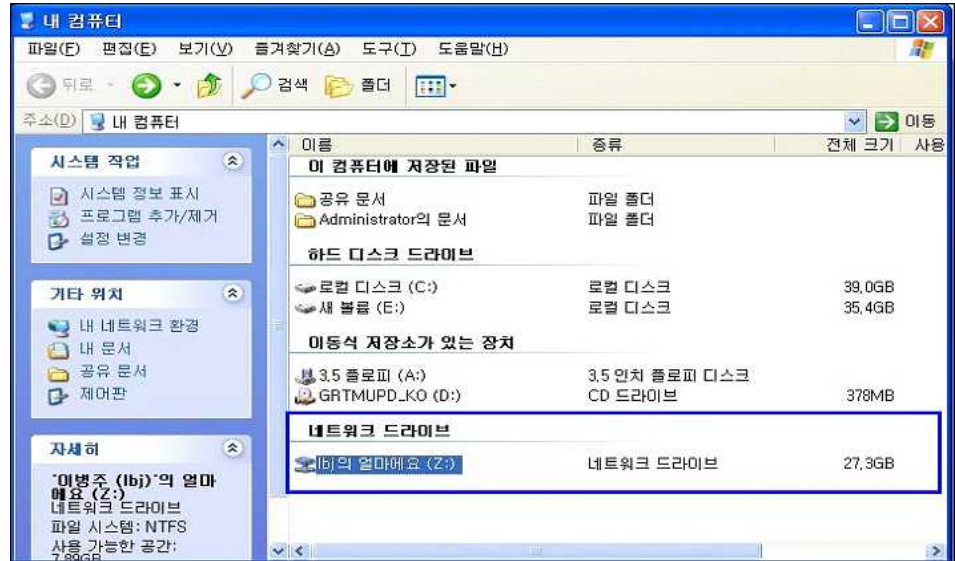 내 컴퓨터
파일(F) 편집(E) 보기(V) 즐겨찾기(A) 도구(T) 도움말(H)
뒤로 검색 폴더
주소(D) 내 컴퓨터 이동
이름 종류 전체 크기 사용
시스템 작업
시스템 정보 표시
프로그램 추가/제거
설정 변경
기타 위치
내 네트워크 환경
내 문서
공유 문서
제어판
자세히
'이병주 (lbj)'의 얼마
에요 (Z:)
네트워크 드라이브
파일 시스템: NTFS
사용 가능한 공간:
7.89GB
이 컴퓨터에 저장된 파일
공유 문서 파일 폴더
Administrator의 문서 파일 폴더
하드 디스크 드라이브
로컬 디스크 (C:) 로컬 디스크 39,0GB
새 볼륨 (E:) 로컬 디스크 35,4GB
이동식 저장소가 있는 장치
3,5 플로피 (A:) 3,5 인치 플로피 디스크
GRTMUPD_KO (D:) CD 드라이브 378MB
네트워크 드라이브
lbj의 얼마에요 (Z:) 네트워크 드라이브 27,3GB